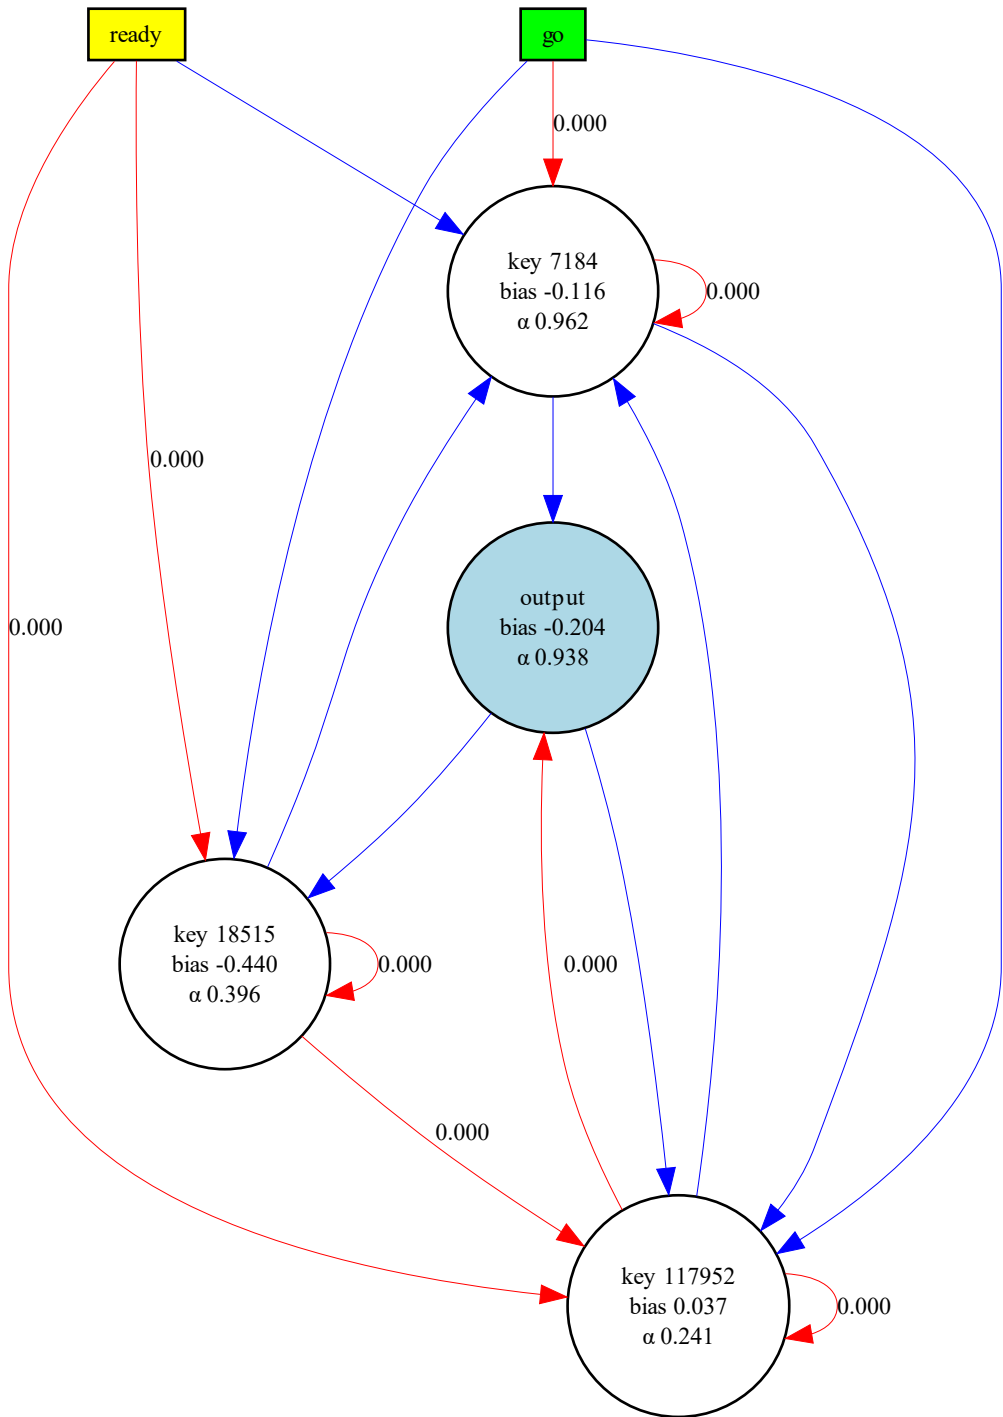 ready
go
0.000
key 7184
bias -0.116
α 0.962
0.000
0.000
0.000
output
bias -0.204
α 0.938
key 18515
bias -0.440
α 0.396
0.000
0.000
0.000
key 117952
bias 0.037
α 0.241
0.000